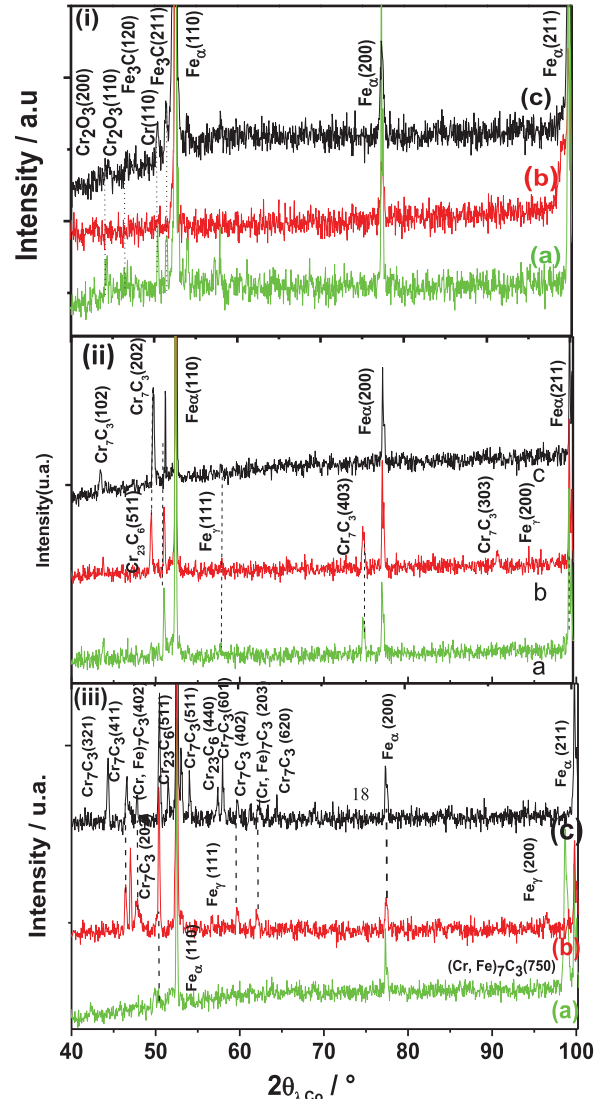 (i)
Cr2O3(200)
Cr2O3(110)
Fe3C(120)
Cr(110)
Fe3C(211)
Feα(110)
Feα(200)
Feα(211)
(c)
(b)
(a)
Intensity / a.u
(ii)
Cr7C3(102)
Cr7C3(202)
Cr23C6(511)
Feα(110)
Feγ(111)
Feα(200)
Cr7C3(403)
Cr7C3(303)
Feγ(200)
Feα(211)
c
b
a
Intensity(u.a.)
(iii)
Cr7C3(321)
Cr7C3(411)
(Cr, Fe)7C3(402)
Cr7C3 (202)
Cr23C6(511)
Cr7C3(511)
Cr23C6 (440)
Cr7C3(601)
Cr7C3 (402)
(Cr, Fe)7C3 (203)
Cr7C3 (620)
18
Feα (200)
Feα (211)
Feγ (111)
Feγ (200)
Feα (110)
(Cr, Fe)7C3(750)
(c)
(b)
(a)
Intensity / u.a.
40 50 60 70 80 90 100
2θλ Co / °